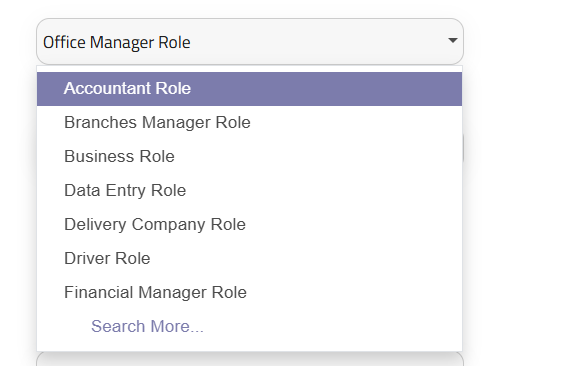 Office Manager Role
Accountant Role
Branches Manager Role
Business Role
Data Entry Role
Delivery Company Role
Driver Role
Financial Manager Role
Search More...